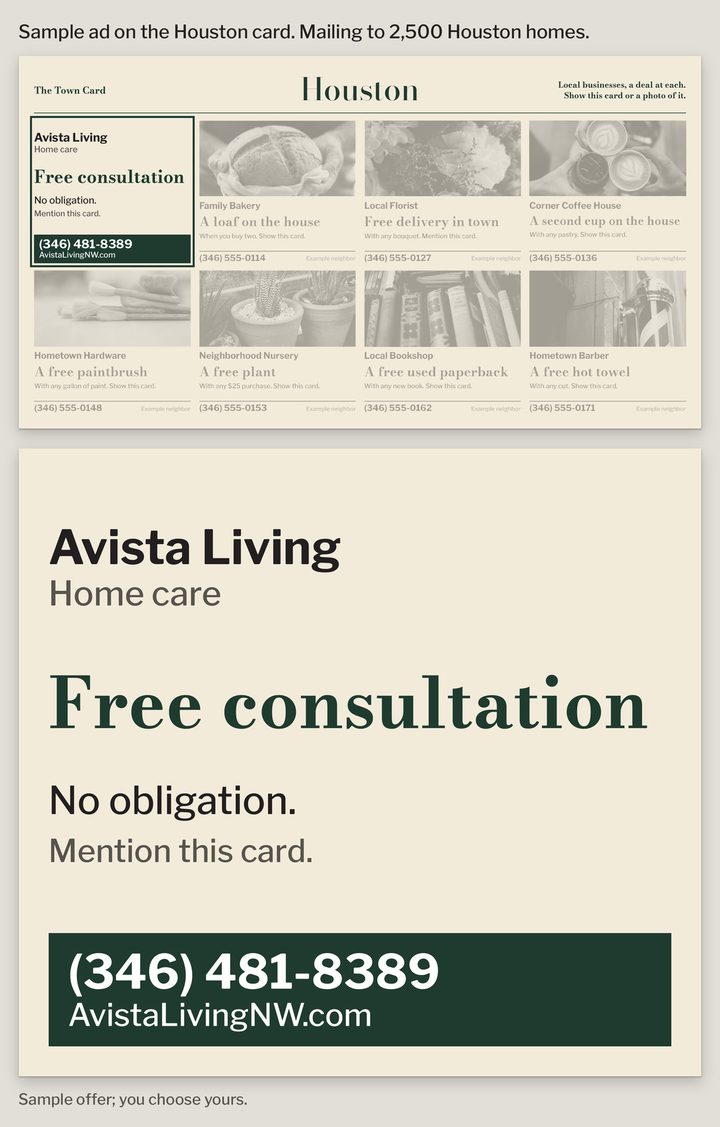 Sample ad on the Houston card. Mailing to 2,500 Houston homes.
The Town Card
Houston
Local businesses, a deal at each.
Show this card or a photo of it.
Avista Living
Home care
Free consultation
No obligation.
Mention this card.
(346) 481-8389
AvistaLivingNW.com
Family Bakery
A loaf on the house
When you buy two. Show this card.
(346) 555-0114
Example neighbor
Local Florist
Free delivery in town
With any bouquet. Mention this card.
(346) 555-0127
Example neighbor
Corner Coffee House
A second cup on the house
With any pastry. Show this card.
(346) 555-0136
Example neighbor
Hometown Hardware
A free paintbrush
With any gallon of paint. Show this card.
(346) 555-0148
Example neighbor
Neighborhood Nursery
A free plant
With any $25 purchase. Show this card.
(346) 555-0153
Example neighbor
Local Bookshop
A free used paperback
With any new book. Show this card.
(346) 555-0162
Example neighbor
Hometown Barber
A free hot towel
With any cut. Show this card.
(346) 555-0171
Example neighbor
Avista Living
Home care
Free consultation
No obligation.
Mention this card.
(346) 481-8389
AvistaLivingNW.com
Sample offer; you choose yours.